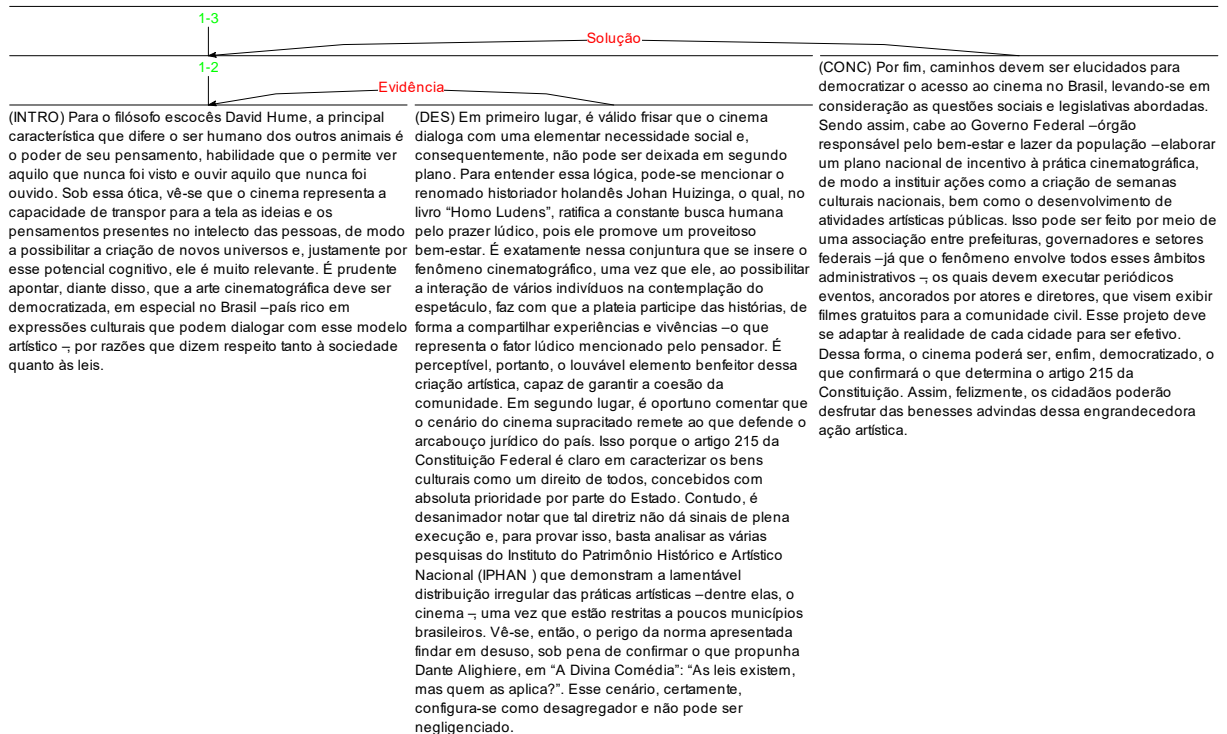 1-3
Solução
1-2
Evidência
(INTRO) Para o filósofo escocês David Hume, a principal
característica que difere o ser humano dos outros animais é
o poder de seu pensamento, habilidade que o permite ver
aquilo que nunca foi visto e ouvir aquilo que nunca foi
ouvido. Sob essa ótica, vê-se que o cinema representa a
capacidade de transpor para a tela as ideias e os
pensamentos presentes no intelecto das pessoas, de modo
a possibilitar a criação de novos universos e, justamente por
esse potencial cognitivo, ele é muito relevante. É prudente
apontar, diante disso, que a arte cinematográfica deve ser
democratizada, em especial no Brasil –país rico em
expressões culturais que podem dialogar com esse modelo
artístico –, por razões que dizem respeito tanto à sociedade
quanto às leis.
(DES) Em primeiro lugar, é válido frisar que o cinema
dialoga com uma elementar necessidade social e,
consequentemente, não pode ser deixada em segundo
plano. Para entender essa lógica, pode-se mencionar o
renomado historiador holandês Johan Huizinga, o qual, no
livro “Homo Ludens”, ratifica a constante busca humana
pelo prazer lúdico, pois ele promove um proveitoso
bem-estar. É exatamente nessa conjuntura que se insere o
fenômeno cinematográfico, uma vez que ele, ao possibilitar
a interação de vários indivíduos na contemplação do
espetáculo, faz com que a plateia participe das histórias, de
forma a compartilhar experiências e vivências –o que
representa o fator lúdico mencionado pelo pensador. É
perceptível, portanto, o louvável elemento benfeitor dessa
criação artística, capaz de garantir a coesão da
comunidade. Em segundo lugar, é oportuno comentar que
o cenário do cinema supracitado remete ao que defende o
arcabouço jurídico do país. Isso porque o artigo 215 da
Constituição Federal é claro em caracterizar os bens
culturais como um direito de todos, concebidos com
absoluta prioridade por parte do Estado. Contudo, é
desanimador notar que tal diretriz não dá sinais de plena
execução e, para provar isso, basta analisar as várias
pesquisas do Instituto do Patrimônio Histórico e Artístico
Nacional (IPHAN ) que demonstram a lamentável
distribuição irregular das práticas artísticas –dentre elas, o
cinema –, uma vez que estão restritas a poucos municípios
brasileiros. Vê-se, então, o perigo da norma apresentada
findar em desuso, sob pena de confirmar o que propunha
Dante Alighiere, em “A Divina Comédia”: “As leis existem,
mas quem as aplica?”. Esse cenário, certamente,
configura-se como desagregador e não pode ser
negligenciado.
(CONC) Por fim, caminhos devem ser elucidados para
democratizar o acesso ao cinema no Brasil, levando-se em
consideração as questões sociais e legislativas abordadas.
Sendo assim, cabe ao Governo Federal –órgão
responsável pelo bem-estar e lazer da população –elaborar
um plano nacional de incentivo à prática cinematográfica,
de modo a instituir ações como a criação de semanas
culturais nacionais, bem como o desenvolvimento de
atividades artísticas públicas. Isso pode ser feito por meio de
uma associação entre prefeituras, governadores e setores
federais –já que o fenômeno envolve todos esses âmbitos
administrativos –, os quais devem executar periódicos
eventos, ancorados por atores e diretores, que visem exibir
filmes gratuitos para a comunidade civil. Esse projeto deve
se adaptar à realidade de cada cidade para ser efetivo.
Dessa forma, o cinema poderá ser, enfim, democratizado, o
que confirmará o que determina o artigo 215 da
Constituição. Assim, felizmente, os cidadãos poderão
desfrutar das benesses advindas dessa engrandecedora
ação artística.